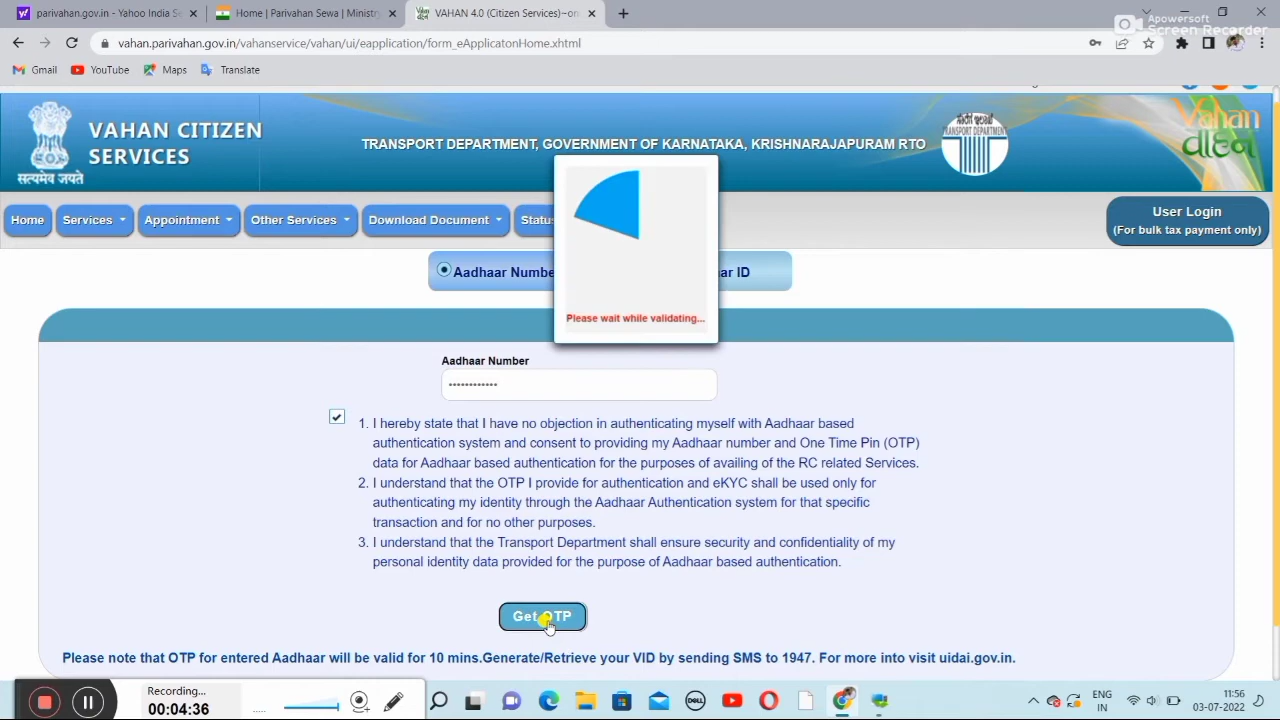 parivahan.gov.in - Yahoo India Se
Home | Parivahan Sewa | Ministry
VAHAN 4.0 (Citizen Services)~on
vahan.parivahan.gov.in/vahanservice/vahan/ui/eapplication/form_eApplicatonHome.xhtml
Apowersoft
Screen Recorder
Gmail
YouTube
Maps
Translate
सत्यमेव जयते
VAHAN CITIZEN
SERVICES
TRANSPORT DEPARTMENT, GOVERNMENT OF KARNATAKA, KRISHNARAJAPURAM RTO
TRANSPORT DEPARTMENT
Vahan
वाहन
Home
Services
Appointment
Other Services
Download Document
Status
User Login
(For bulk tax payment only)
Aadhaar Numbe
ar ID
Please wait while validating...
Aadhaar Number
1. I hereby state that I have no objection in authenticating myself with Aadhaar based
authentication system and consent to providing my Aadhaar number and One Time Pin (OTP)
data for Aadhaar based authentication for the purposes of availing of the RC related Services.
2. I understand that the OTP I provide for authentication and eKYC shall be used only for
authenticating my identity through the Aadhaar Authentication system for that specific
transaction and for no other purposes.
3. I understand that the Transport Department shall ensure security and confidentiality of my
personal identity data provided for the purpose of Aadhaar based authentication.
Get OTP
Please note that OTP for entered Aadhaar will be valid for 10 mins.Generate/Retrieve your VID by sending SMS to 1947. For more into visit uidai.gov.in.
Recording...
00:04:36
DELL
ENG
IN
11:56
03-07-2022